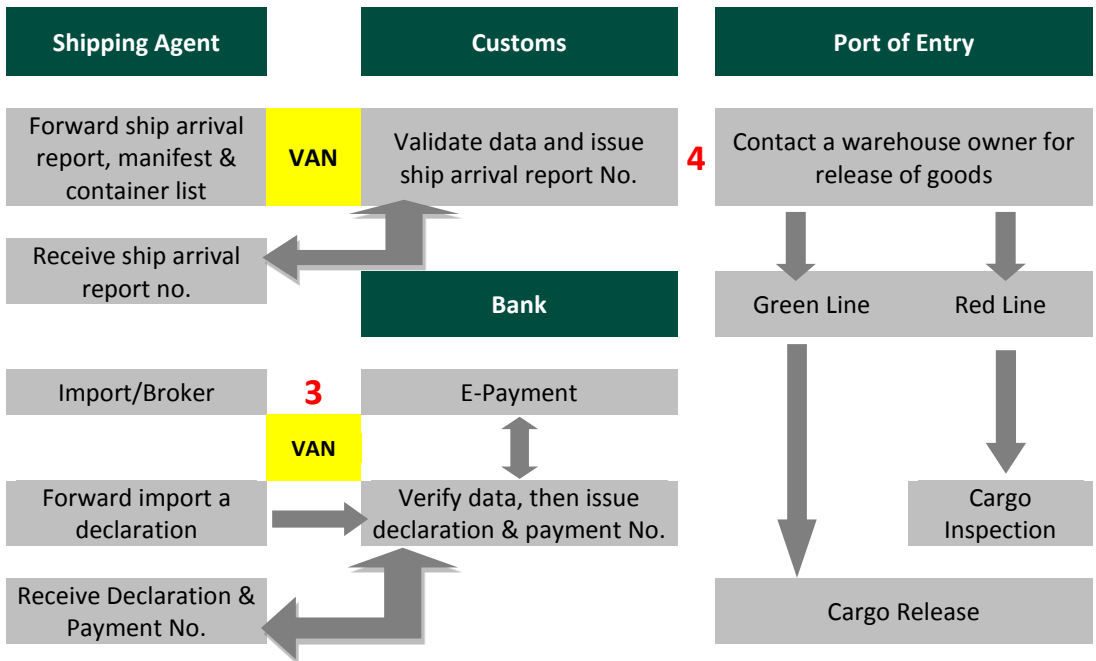 Shipping Agent
Customs
Port of Entry
Forward ship arrival
report, manifest &
container list
VAN
Validate data and issue
ship arrival report No.
4
Contact a warehouse owner for
release of goods
Receive ship arrival
report no.
Bank
Green Line
Red Line
Import/Broker
3
E-Payment
VAN
Forward import a
declaration
Verify data, then issue
declaration & payment No.
Cargo
Inspection
Receive Declaration &
Payment No.
Cargo Release